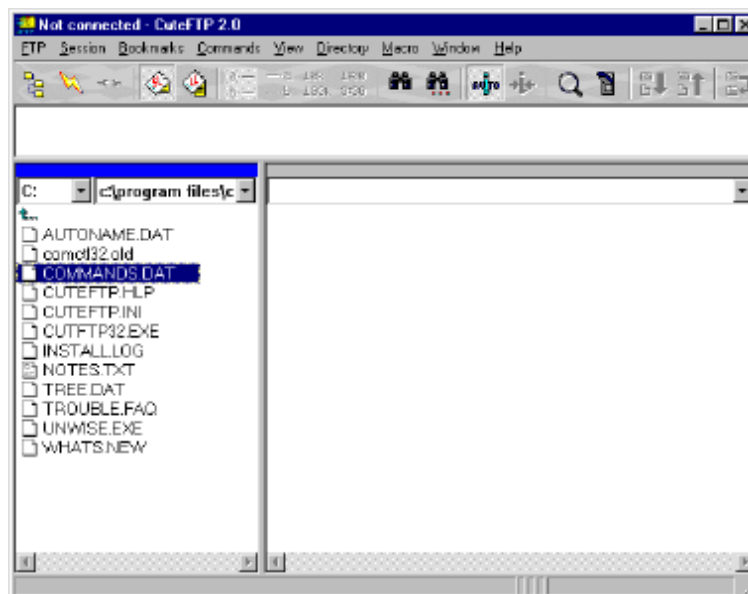 Not connected - CuteFTP 2.0
FTP Session Bookmarks Commands View Directory Macro Window Help
AUTO
C: c:\program files\c
AUTONAME.DAT
comctl32.old
COMMANDS.DAT
CUTEFTP.HLP
CUTEFTP.INI
CUTFTP32.EXE
INSTALL.LOG
NOTES.TXT
TREE.DAT
TROUBLE.FAQ
UNWISE.EXE
WHATS.NEW